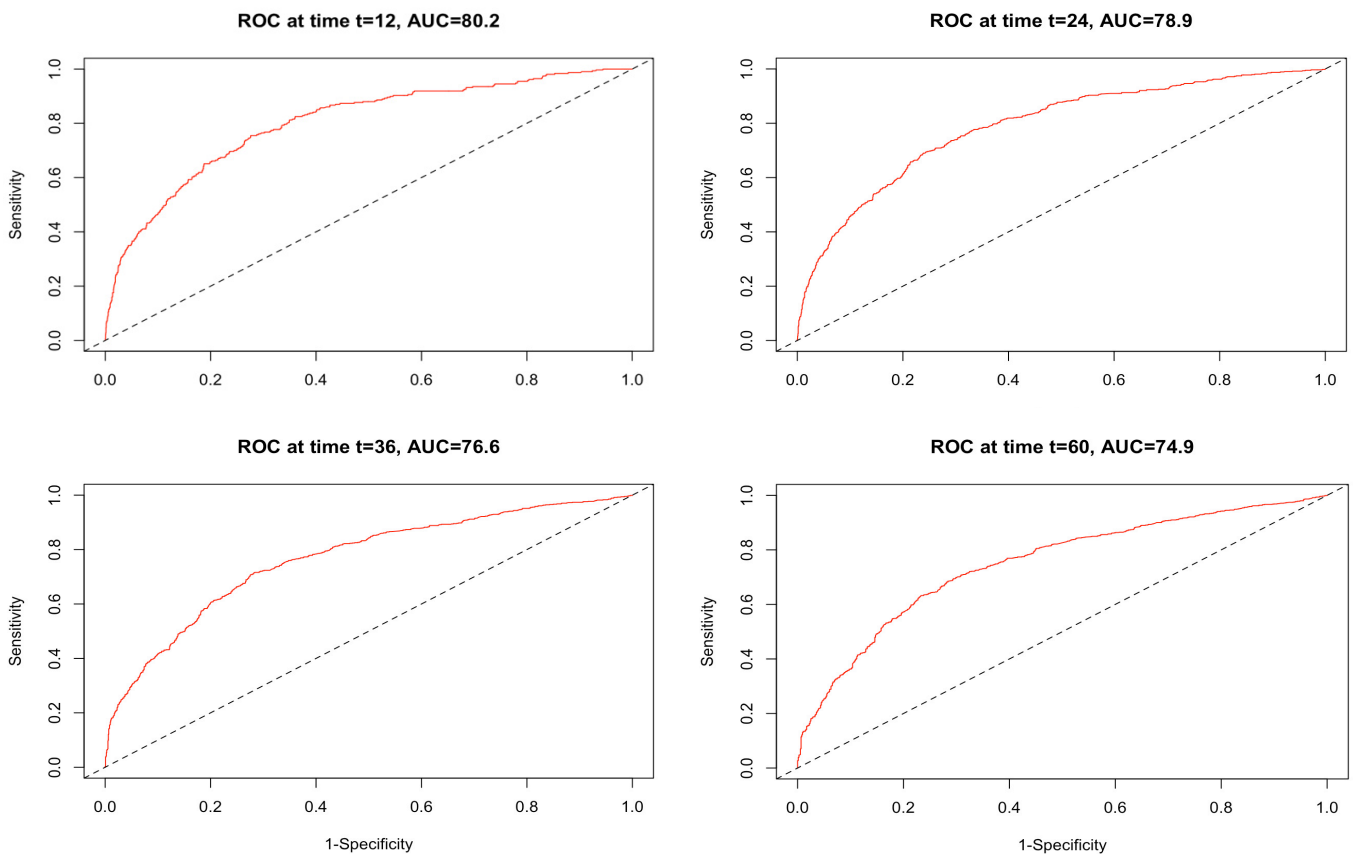 ROC at time t=12, AUC=80.2
Sensitivity
1.0
0.8
0.6
0.4
0.2
0.0
0.0 0.2 0.4 0.6 0.8 1.0
ROC at time t=24, AUC=78.9
Sensitivity
1.0
0.8
0.6
0.4
0.2
0.0
0.0 0.2 0.4 0.6 0.8 1.0
ROC at time t=36, AUC=76.6
Sensitivity
1.0
0.8
0.6
0.4
0.2
0.0
0.0 0.2 0.4 0.6 0.8 1.0
1-Specificity
ROC at time t=60, AUC=74.9
Sensitivity
1.0
0.8
0.6
0.4
0.2
0.0
0.0 0.2 0.4 0.6 0.8 1.0
1-Specificity